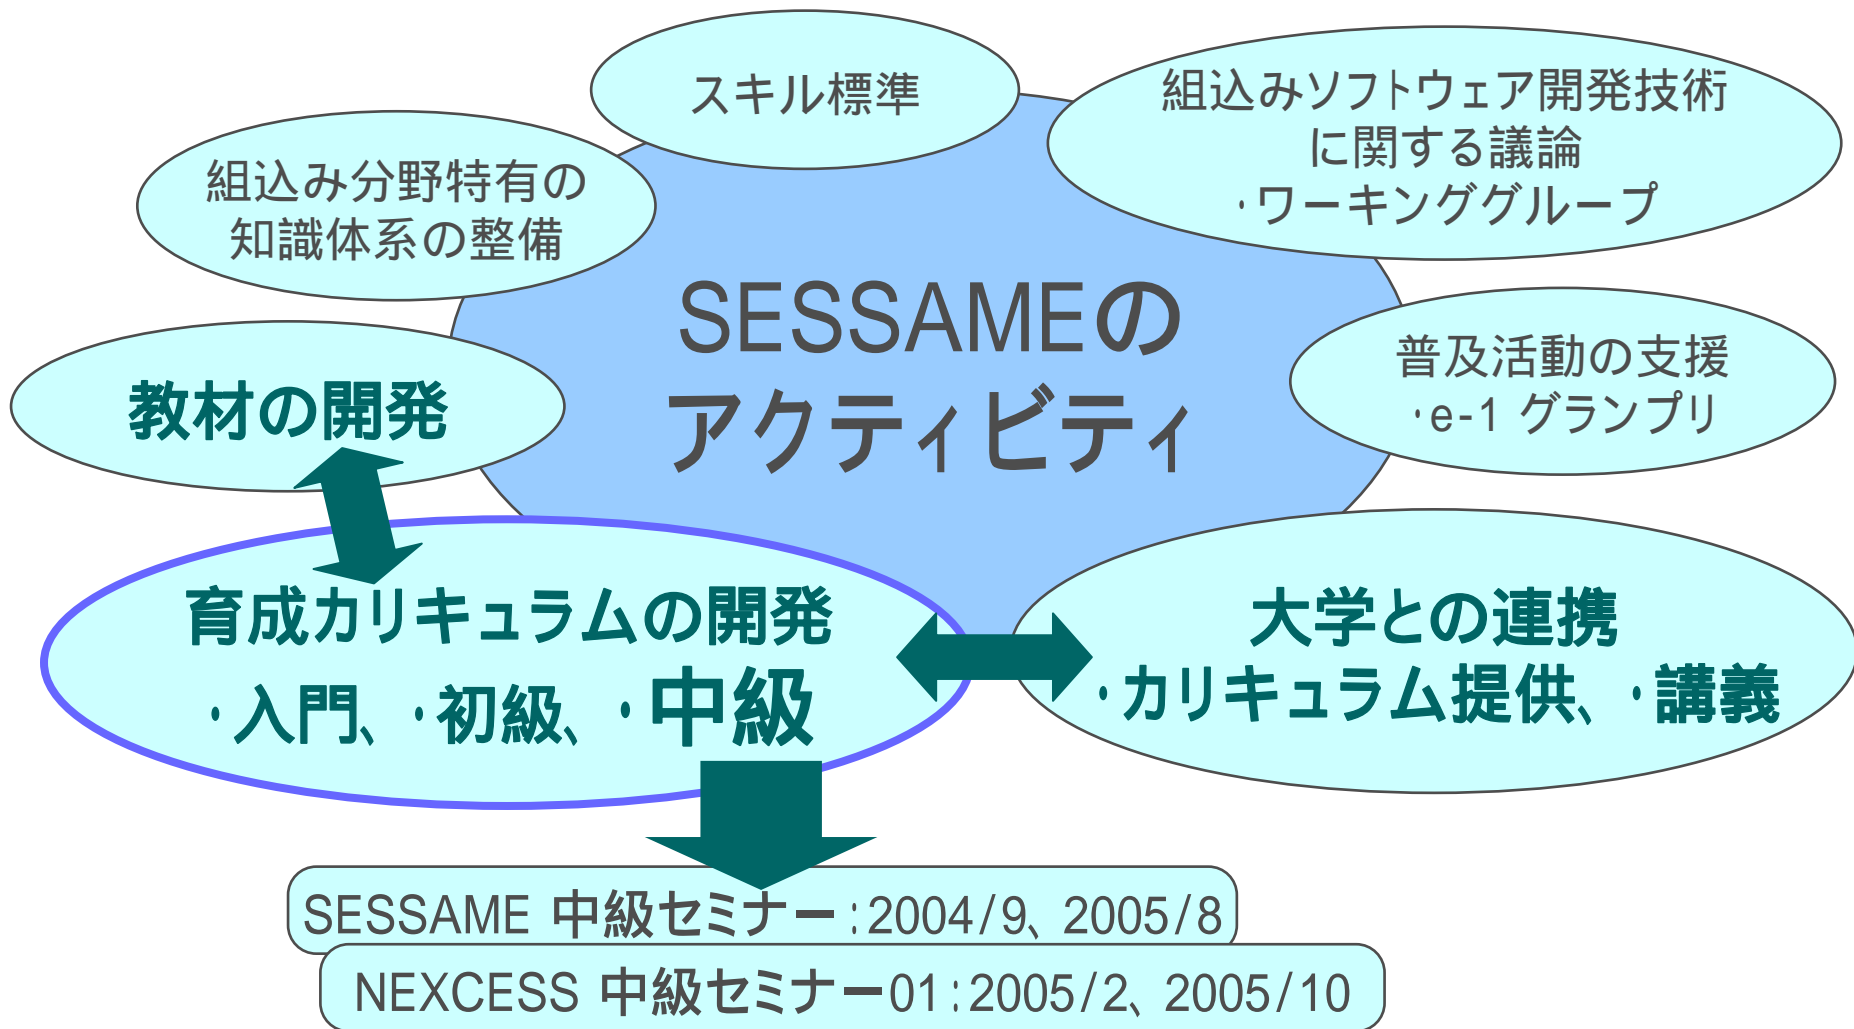 スキル標準
組込みソフトウェア開発技術
に関する議論
・ワーキンググループ
組込み分野特有の
知識体系の整備
SESSAMEの
アクティビティ
普及活動の支援
・e-1 グランプリ
教材の開発
育成カリキュラムの開発
・入門、・初級、・中級
大学との連携
・カリキュラム提供、・講義
SESSAME 中級セミナー:2004/9、2005/8
NEXCESS 中級セミナー01:2005/2、2005/10